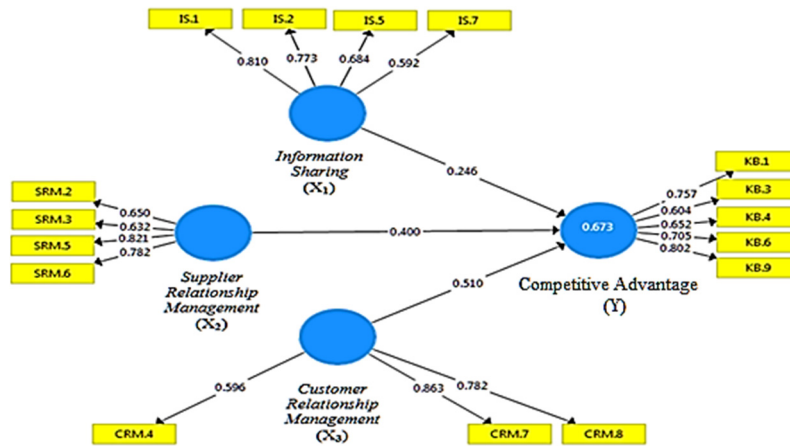 IS.1
IS.2
IS.5
IS.7
0.810
0.773
0.684
0.592
Information
Sharing
(X₁)
0.246
SRM.2
SRM.3
SRM.5
SRM.6
0.650
0.632
0.821
0.782
Supplier
Relationship
Management
(X₂)
0.400
0.673
KB.1
KB.3
KB.4
KB.6
KB.9
0.757
0.604
0.652
0.705
0.802
Competitive Advantage
(Y)
0.510
0.596
0.863
0.782
Customer
Relationship
Management
(X₃)
CRM.4
CRM.7
CRM.8